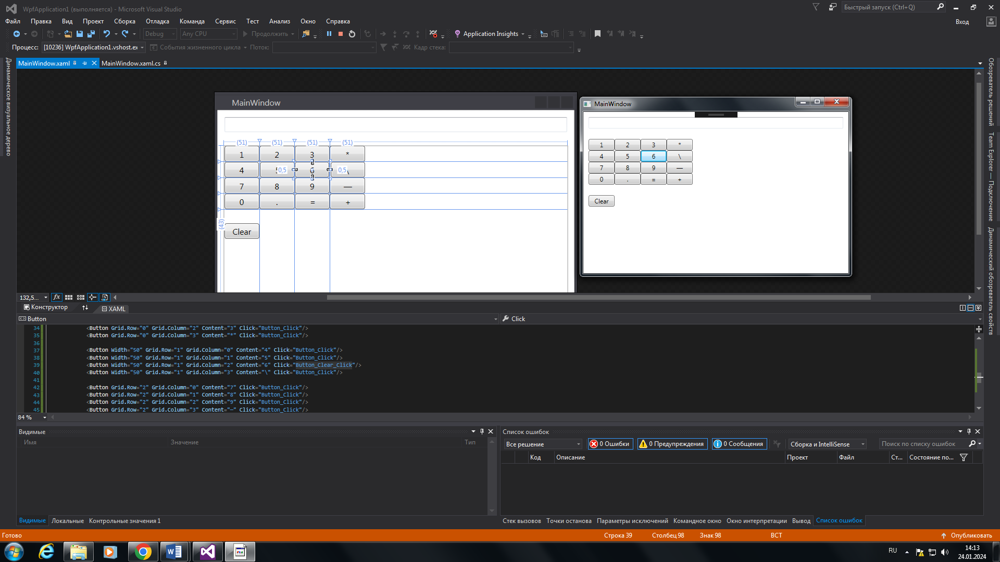 WpfApplication1 (выполняется) - Microsoft Visual Studio
Быстрый запуск (Ctrl+Q)
Файл Правка Вид Проект Сборка Отладка Команда Сервис Тест Анализ Окно Справка
Вход
Debug Any CPU Продолжить Application Insights
Процесс: [10236] WpfApplication1.vshost.ex События жизненного цикла Поток: Кадр стека:
MainWindow.xaml MainWindow.xaml.cs
Динамическое визуальное дерево
Обозреватель решений
Team Explorer — Подключение
Динамический обозреватель свойств
MainWindow
(51) (51) (51) (51)
1 2 3 *
4 0,5 6 0,5 \
7 8 9 —
0 . = +
(43)
Clear
MainWindow
1 2 3 *
4 5 6 \
7 8 9 —
0 . = +
Clear
132,5...
Конструктор XAML
Button Click
34 <Button Grid.Row="0" Grid.Column="2" Content="3" Click="Button_Click"/>
35 <Button Grid.Row="0" Grid.Column="3" Content="*" Click="Button_Click"/>
36
37 <Button Width="50" Grid.Row="1" Grid.Column="0" Content="4" Click="Button_Click"/>
38 <Button Width="50" Grid.Row="1" Grid.Column="1" Content="5" Click="Button_Click"/>
39 <Button Width="50" Grid.Row="1" Grid.Column="2" Content="6" Click="Button_Clear_Click"/>
40 <Button Width="50" Grid.Row="1" Grid.Column="3" Content="\" Click="Button_Click"/>
41
42 <Button Grid.Row="2" Grid.Column="0" Content="7" Click="Button_Click"/>
43 <Button Grid.Row="2" Grid.Column="1" Content="8" Click="Button_Click"/>
44 <Button Grid.Row="2" Grid.Column="2" Content="9" Click="Button_Click"/>
45 <Button Grid.Row="2" Grid.Column="3" Content="—" Click="Button_Click"/>
84 %
Видимые
Имя Значение Тип
Список ошибок
Все решение 0 Ошибки 0 Предупреждения 0 Сообщения Сборка и IntelliSense Поиск по списку ошибок
Код Описание Проект Файл Ст... Состояние по...
Видимые Локальные Контрольные значения 1
Стек вызовов Точки останова Параметры исключений Командное окно Окно интерпретации Вывод Список ошибок
Готово Строка 39 Столбец 98 Знак 98 ВСТ Опубликовать
RU
14:13
24.01.2024